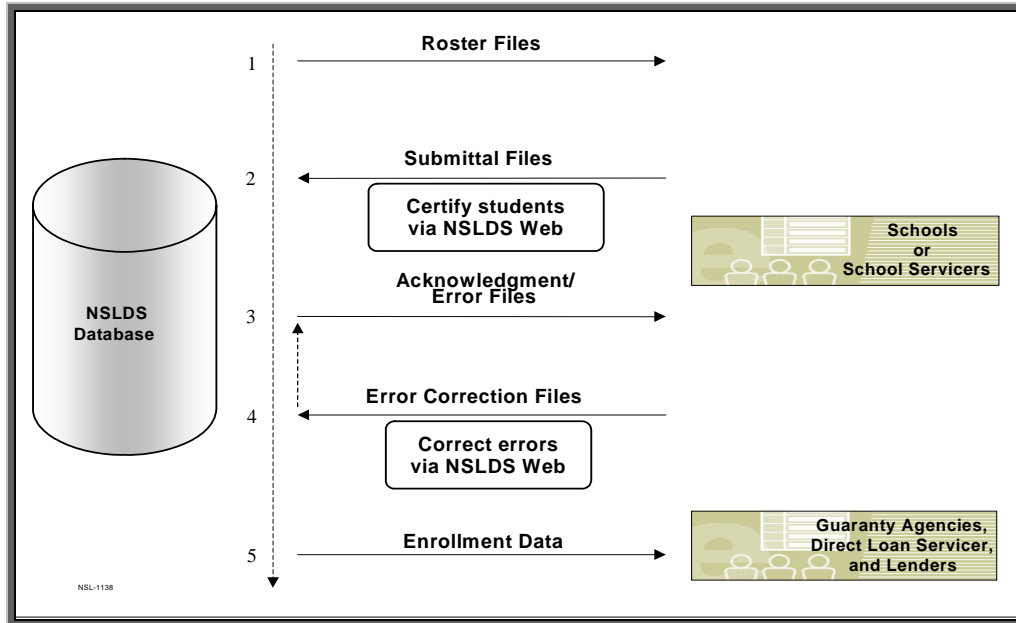 Roster Files
1
Submittal Files
2
Certify students
via NSLDS Web
Schools
or
School Servicers
Acknowledgment/
Error Files
3
NSLDS
Database
Error Correction Files
4
Correct errors
via NSLDS Web
Enrollment Data
5
Guaranty Agencies,
Direct Loan Servicer,
and Lenders
NSL-1138